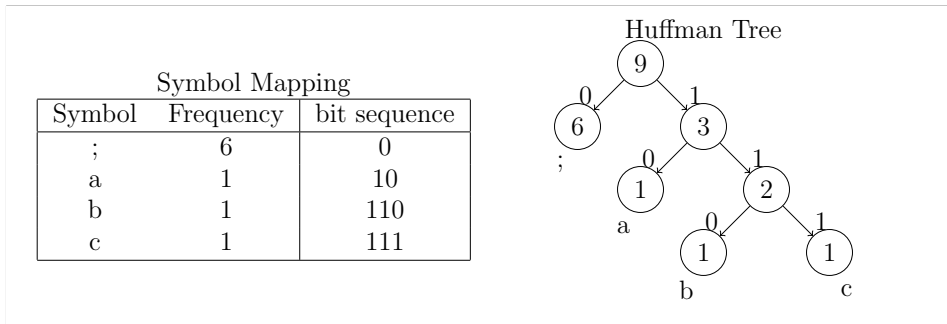 Symbol Mapping
Symbol Frequency bit sequence
; 6 0
a 1 10
b 1 110
c 1 111
Huffman Tree
9
0 1
6 3
; 0 1
1 2
a 0 1
1 1
b c